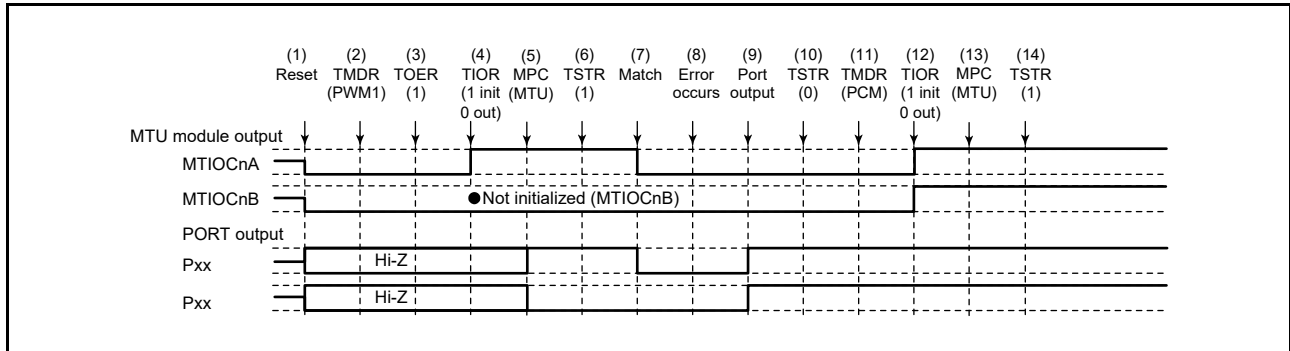 (1) (2) (3) (4) (5) (6) (7) (8) (9) (10) (11) (12) (13) (14)
Reset TMDR TOER TIOR MPC TSTR Match Error Port TSTR TMDR TIOR MPC TSTR
(PWM1) (1) (1 init (MTU) (1) occurs output (0) (PCM) (1 init (MTU) (1)
0 out) 0 out)
MTU module output
MTIOCnA
MTIOCnB ●Not initialized (MTIOCnB)
PORT output
Pxx Hi-Z
Pxx Hi-Z